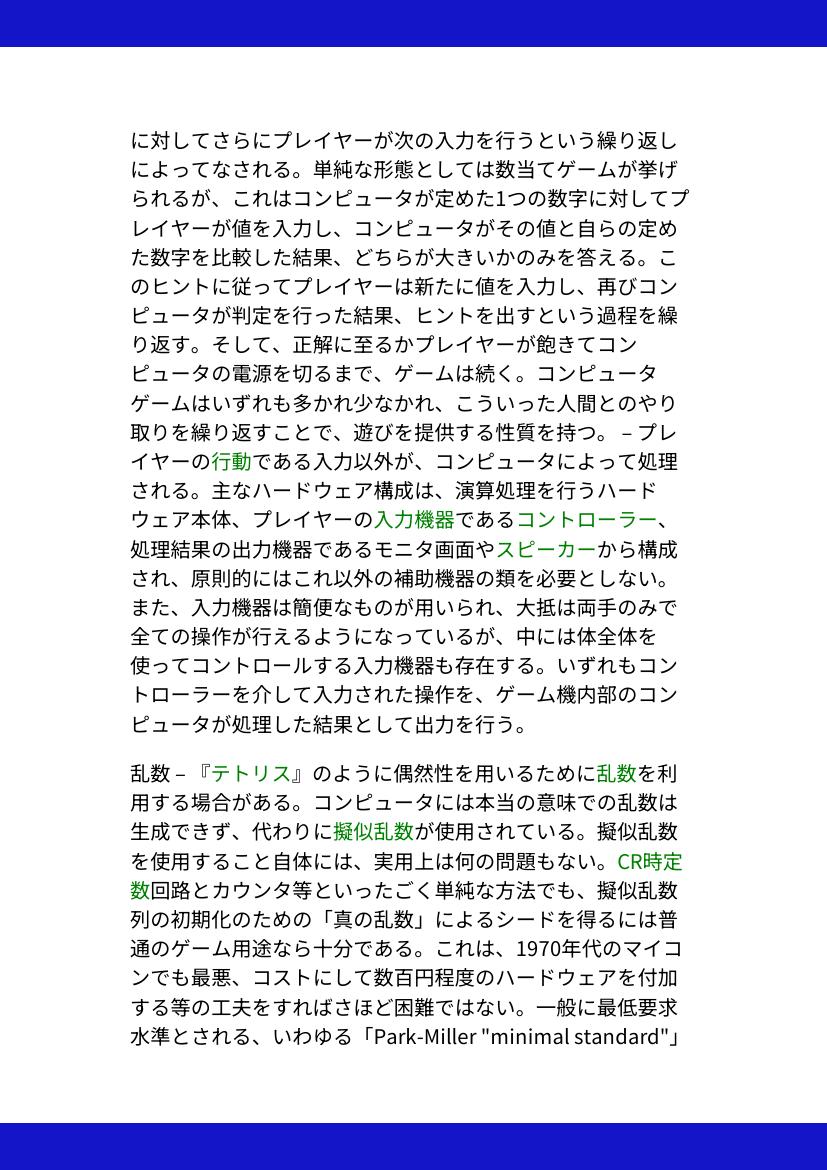 に対してさらにプレイヤーが次の入力を行うという繰り返し
によってなされる。単純な形態としては数当てゲームが挙げ
られるが、これはコンピュータが定めた1つの数字に対してプ
レイヤーが値を入力し、コンピュータがその値と自らの定め
た数字を比較した結果、どちらが大きいかのみを答える。こ
のヒントに従ってプレイヤーは新たに値を入力し、再びコン
ピュータが判定を行った結果、ヒントを出すという過程を繰
り返す。そして、正解に至るかプレイヤーが飽きてコン
ピュータの電源を切るまで、ゲームは続く。コンピュータ
ゲームはいずれも多かれ少なかれ、こういった人間とのやり
取りを繰り返すことで、遊びを提供する性質を持つ。 – プレ
イヤーの行動である入力以外が、コンピュータによって処理
される。主なハードウェア構成は、演算処理を行うハード
ウェア本体、プレイヤーの入力機器であるコントローラー、
処理結果の出力機器であるモニタ画面やスピーカーから構成
され、原則的にはこれ以外の補助機器の類を必要としない。
また、入力機器は簡便なものが用いられ、大抵は両手のみで
全ての操作が行えるようになっているが、中には体全体を
使ってコントロールする入力機器も存在する。いずれもコン
トローラーを介して入力された操作を、ゲーム機内部のコン
ピュータが処理した結果として出力を行う。
乱数 – 『テトリス』のように偶然性を用いるために乱数を利
用する場合がある。コンピュータには本当の意味での乱数は
生成できず、代わりに擬似乱数が使用されている。擬似乱数
を使用すること自体には、実用上は何の問題もない。CR時定
数回路とカウンタ等といったごく単純な方法でも、擬似乱数
列の初期化のための「真の乱数」によるシードを得るには普
通のゲーム用途なら十分である。これは、1970年代のマイコ
ンでも最悪、コストにして数百円程度のハードウェアを付加
する等の工夫をすればさほど困難ではない。一般に最低要求
水準とされる、いわゆる「Park-Miller "minimal standard"」